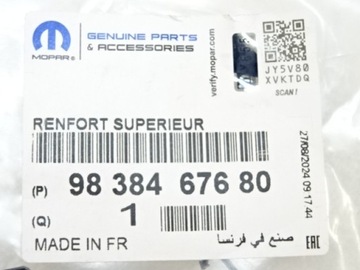 MOPAR®
GENUINE PARTS
& ACCESSORIES
verify.mopar.com
JY5V80
XVKTDQ
SCAN!
RENFORT SUPERIEUR
27/08/2024 09 17 44
(P) 98 384 676 80
(Q) 1
MADE IN FR
صنع في فرنسا
EAC